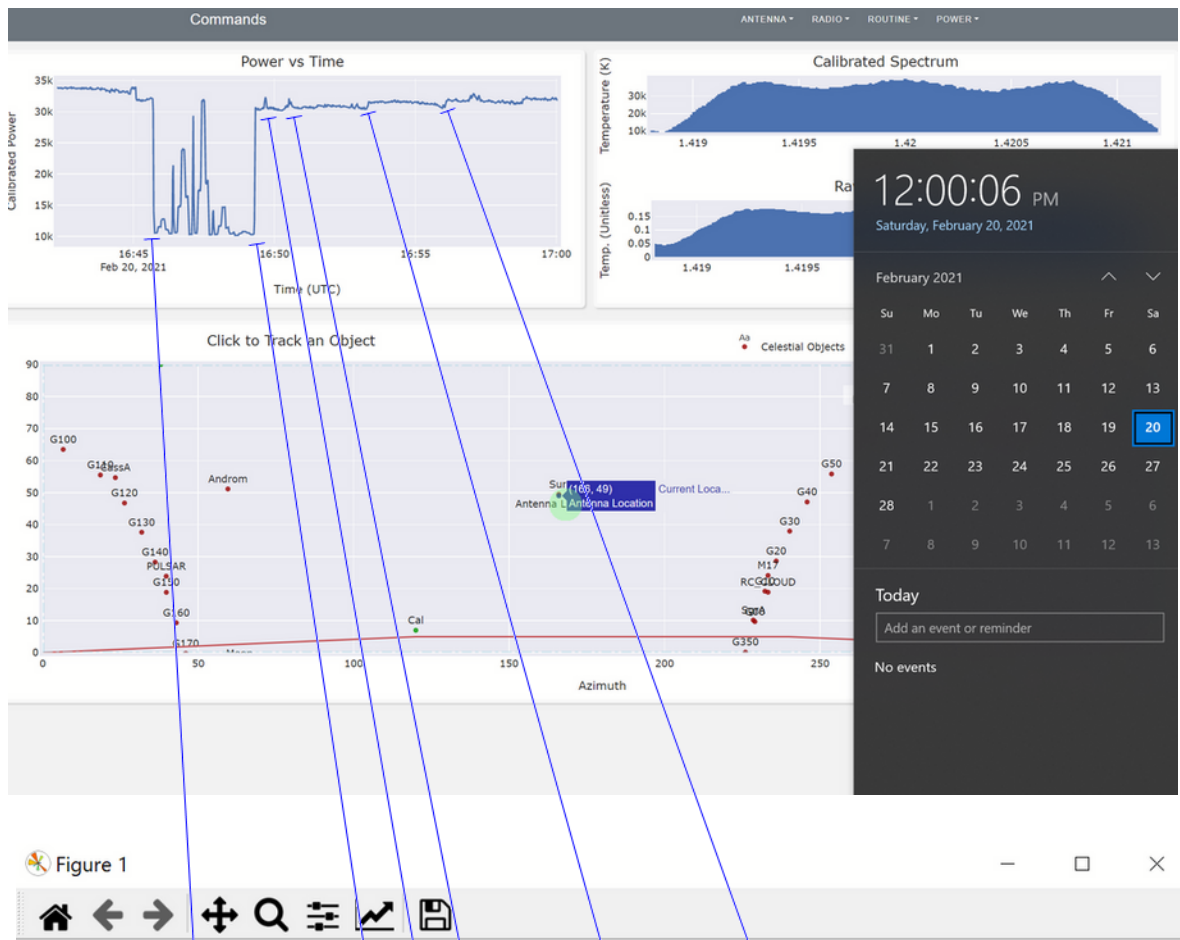 Commands
ANTENNA RADIO ROUTINE POWER
Power vs Time
Calibrated Power
35k
30k
25k
20k
15k
10k
16:45 16:50 16:55 17:00
Feb 20, 2021
Time (UTC)
Calibrated Spectrum
Temperature (K)
30k
20k
10k
1.419 1.4195 1.42 1.4205 1.421
Temp. (Unitless)
0.15
0.1
0.05
0
1.419 1.4195
12:00:06 PM
Saturday, February 20, 2021
February 2021
Su Mo Tu We Th Fr Sa
31 1 2 3 4 5 6
7 8 9 10 11 12 13
14 15 16 17 18 19 20
21 22 23 24 25 26 27
28 1 2 3 4 5 6
7 8 9 10 11 12 13
Today
Add an event or reminder
No events
Click to Track an Object
Aa
Celestial Objects
90
80
70
60
50
40
30
20
10
0
G100
G120
G130
G140
PULSAR
G150
G160
G170
Androm
Antenna Location
Current Loca...
Cal
G50
G40
G30
G20
M17
G350
0 50 100 150 200 250
Azimuth
Figure 1